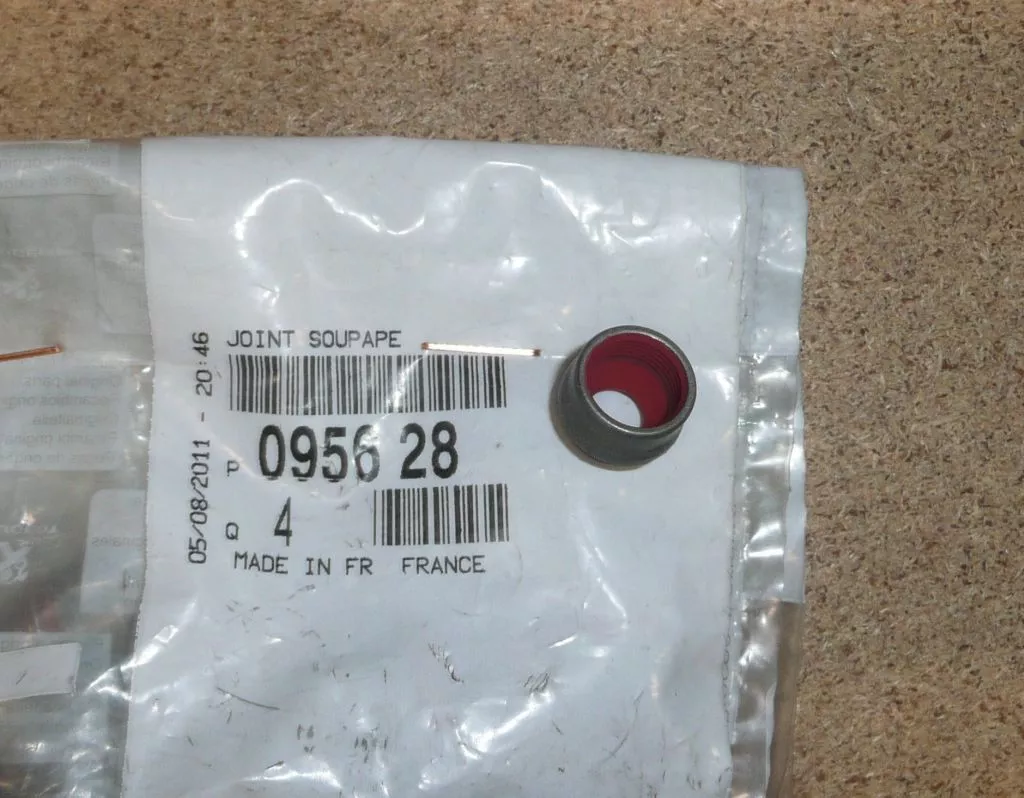 JOINT SOUPAPE
P 0956 28
Q 4
MADE IN FR FRANCE
05/08/2011 - 20:46